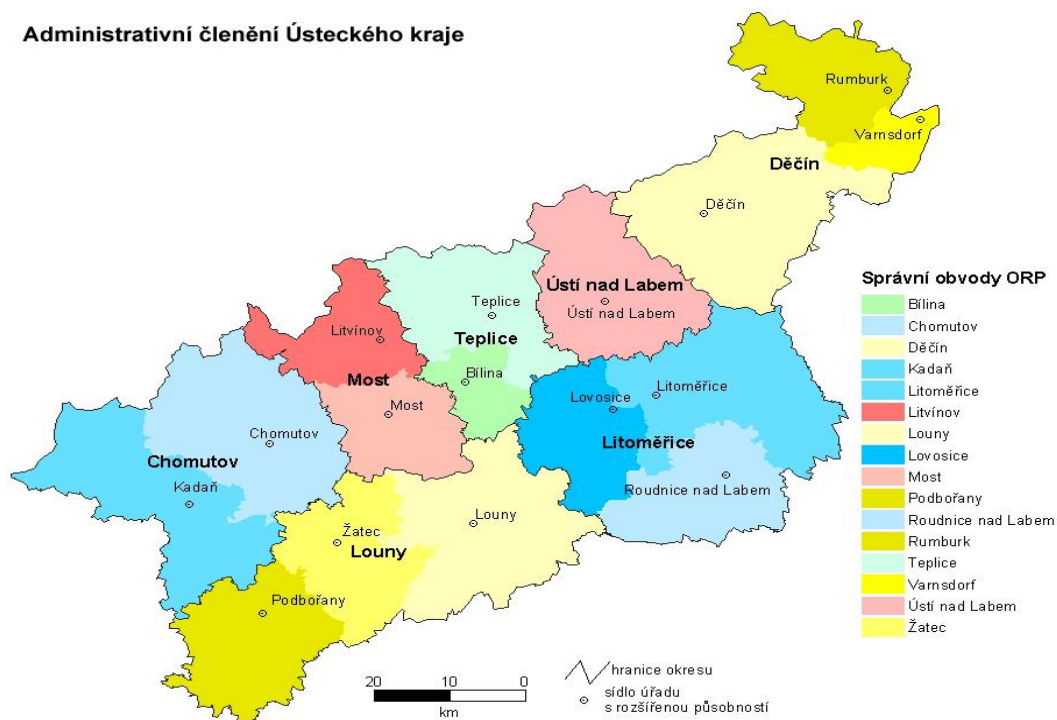 Administrativní členění Ústeckého kraje
Rumburk
Varnsdorf
Děčín
Děčín
Ústí nad Labem
Ústí nad Labem
Teplice
Teplice
Litvínov
Most
Bílina
Most
Lovosice
Litoměřice
Litoměřice
Chomutov
Chomutov
Kadaň
Roudnice nad Labem
Louny
Žatec
Louny
Podbořany
Správní obvody ORP
Bílina
Chomutov
Děčín
Kadaň
Litoměřice
Litvínov
Louny
Lovosice
Most
Podbořany
Roudnice nad Labem
Rumburk
Teplice
Varnsdorf
Ústí nad Labem
Žatec
20 10 0
km
hranice okresu
sídlo úřadu
s rozšířenou působností